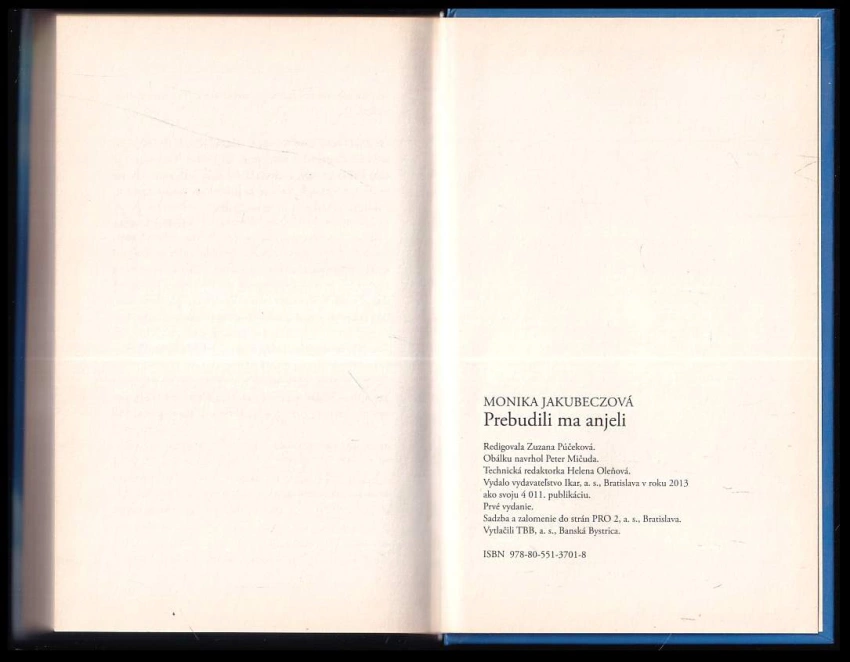 MONIKA JAKUBECZOVÁ
Prebudili ma anjeli
Redigovala Zuzana Púčeková.
Obálku navrhol Peter Mičuda.
Technická redaktorka Helena Oleňová.
Vydalo vydavateľstvo Ikar, a. s., Bratislava v roku 2013
ako svoju 4 011. publikáciu.
Prvé vydanie.
Sadzba a zalomenie do strán PRO 2, a. s., Bratislava.
Vytlačili TBB, a. s., Banská Bystrica.
ISBN 978-80-551-3701-8